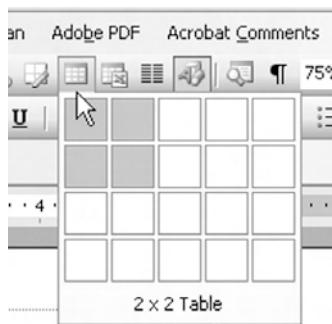 an Adobe PDF Acrobat Comments
¶ 75%
U
4
2 x 2 Table